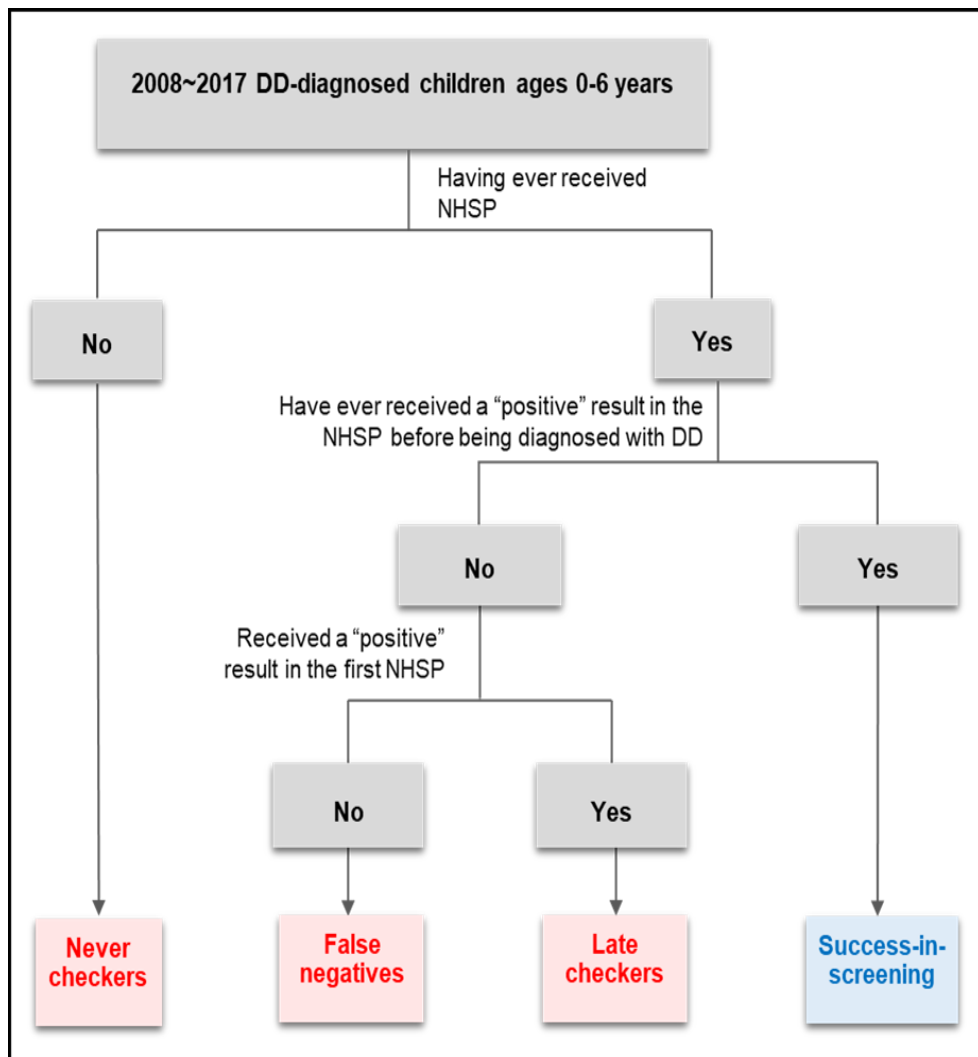 2008~2017 DD-diagnosed children ages 0-6 years
Having ever received
NHSP
No
Yes
Have ever received a “positive” result in the
NHSP before being diagnosed with DD
No
Yes
Received a “positive”
result in the first NHSP
No
Yes
Never
checkers
False
negatives
Late
checkers
Success-in-
screening